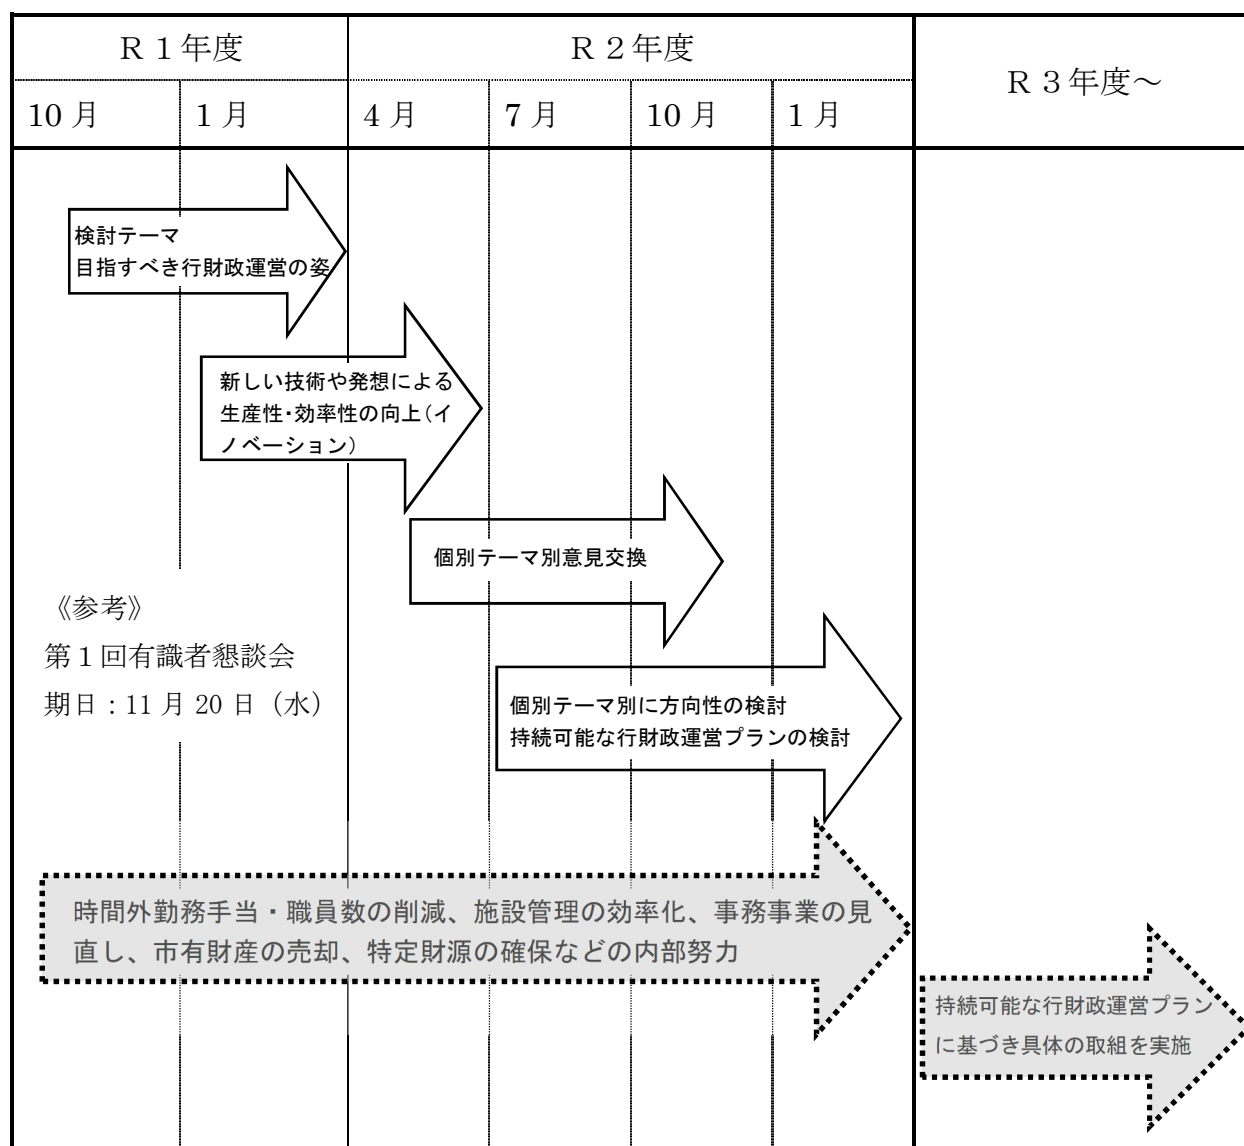 Ｒ１年度
Ｒ２年度
Ｒ３年度～
10 月
１月
４月
７月
10 月
１月
検討テーマ
目指すべき行財政運営の姿
新しい技術や発想による
生産性・効率性の向上（イ
ノベーション）
個別テーマ別意見交換
《参考》
第１回有識者懇談会
期日：11 月 20 日（水）
個別テーマ別に方向性の検討
持続可能な行財政運営プランの検討
時間外勤務手当・職員数の削減、施設管理の効率化、事務事業の見
直し、市有財産の売却、特定財源の確保などの内部努力
持続可能な行財政運営プラン
に基づき具体の取組を実施